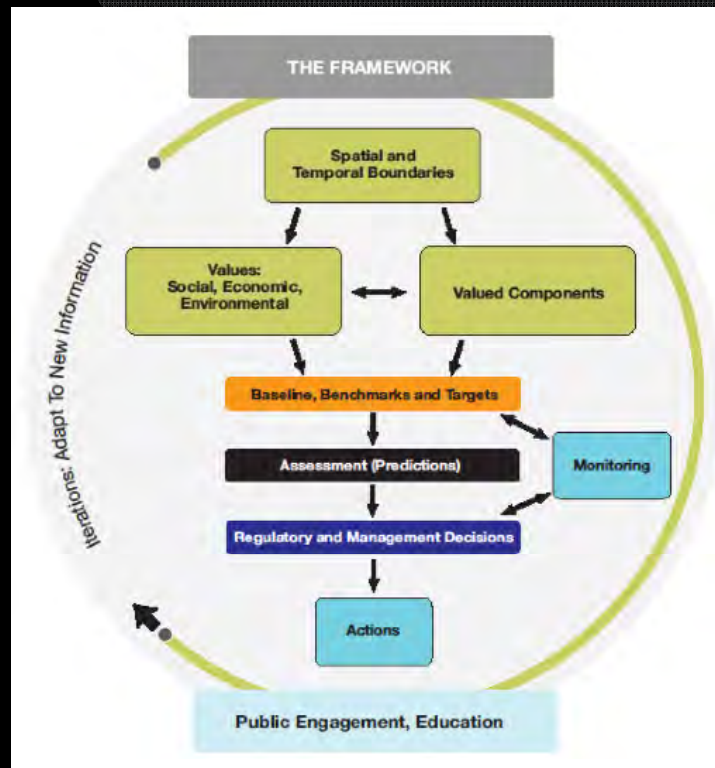 THE FRAMEWORK
Spatial and
Temporal Boundaries
Values:
Social, Economic,
Environmental
Valued Components
Iterations: Adapt To New Information
Baseline, Benchmarks and Targets
Assessment (Predictions)
Monitoring
Regulatory and Management Decisions
Actions
Public Engagement, Education